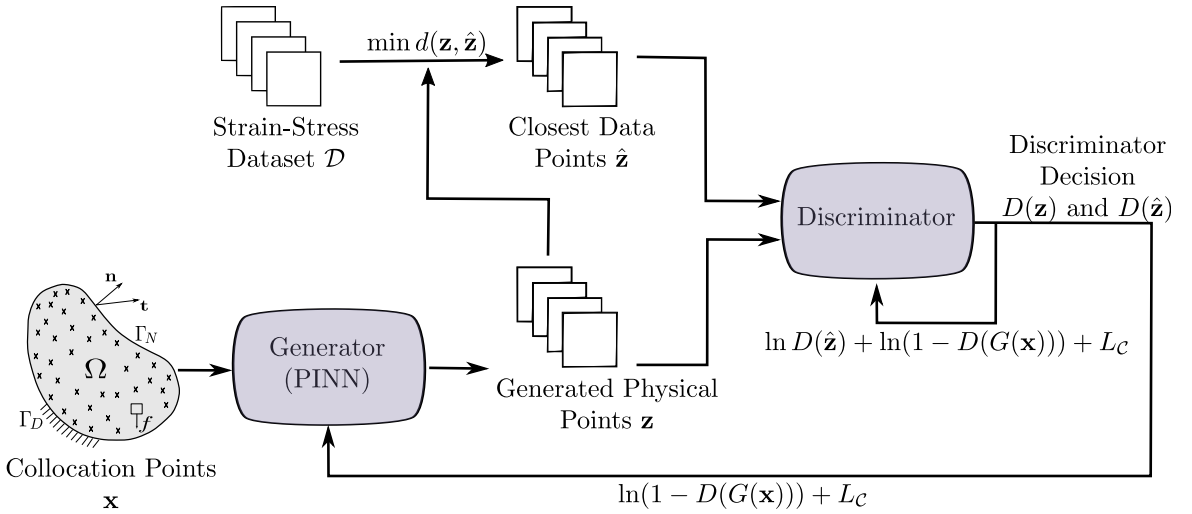 min d(z, ẑ)
Strain-Stress
Dataset 𝒟
Closest Data
Points ẑ
Discriminator
Decision
D(z) and D(ẑ)
Discriminator
n
t
Γ_N
Ω
Γ_D
f
Generator
(PINN)
Generated Physical
Points z
ln D(ẑ) + ln(1 − D(G(x))) + L_𝒞
Collocation Points
x
ln(1 − D(G(x))) + L_𝒞